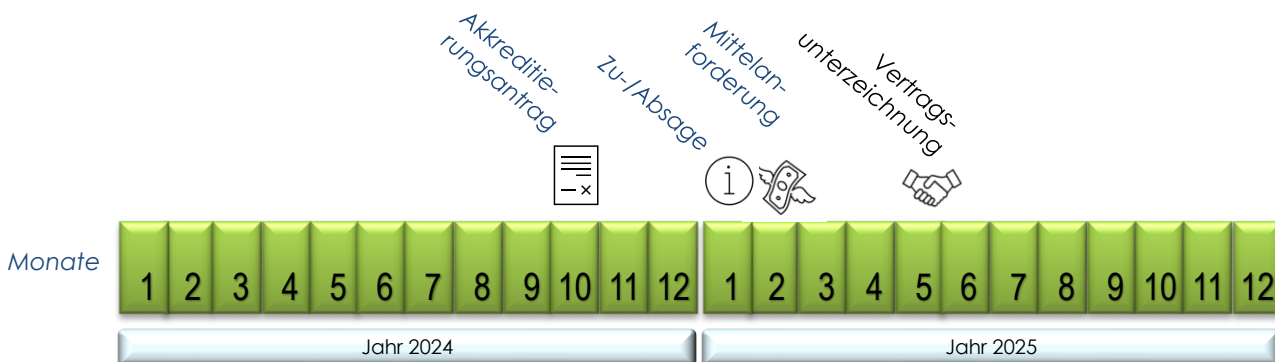 Akkreditie-
rungsantrag
Zu-/Absage
Mittelan-
forderung
Vertrags-
unterzeichnung
i
Monate
1 2 3 4 5 6 7 8 9 10 11 12 1 2 3 4 5 6 7 8 9 10 11 12
Jahr 2024 Jahr 2025